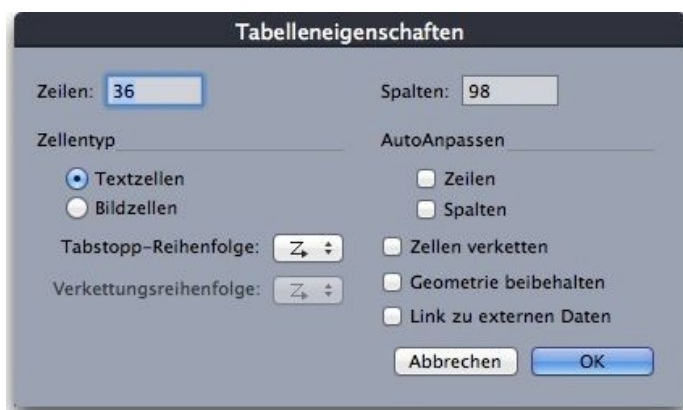 Tabelleneigenschaften
Zeilen: 36
Spalten: 98
Zellentyp
AutoAnpassen
Textzellen
Zeilen
Bildzellen
Spalten
Tabstopp-Reihenfolge:
Zellen verketten
Verkettungsreihenfolge:
Geometrie beibehalten
Link zu externen Daten
Abbrechen
OK